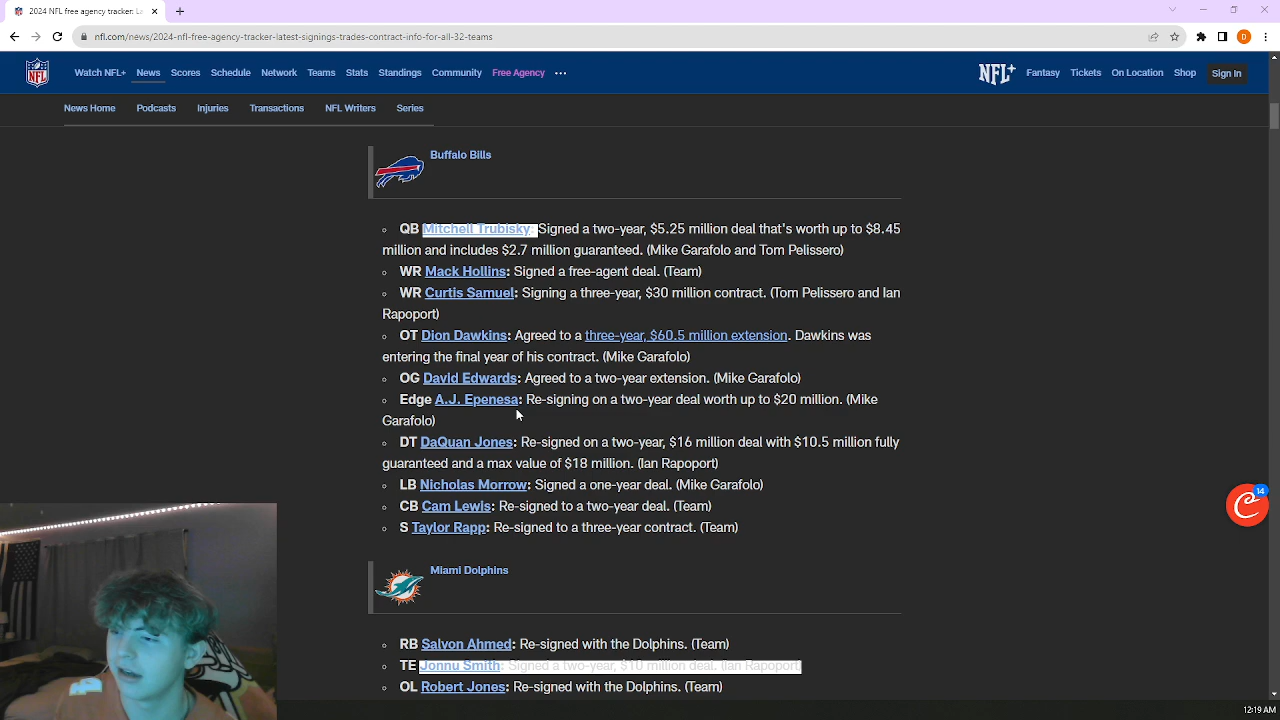 2024 NFL free agency tracker: La
nfl.com/news/2024-nfl-free-agency-tracker-latest-signings-trades-contract-info-for-all-32-teams
D
NFL
Watch NFL+ News Scores Schedule Network Teams Stats Standings Community Free Agency ...
NFL+ Fantasy Tickets On Location Shop Sign In
News Home Podcasts Injuries Transactions NFL Writers Series
Buffalo Bills
QB Mitchell Trubisky: Signed a two-year, $5.25 million deal that's worth up to $8.45
million and includes $2.7 million guaranteed. (Mike Garafolo and Tom Pelissero)
WR Mack Hollins: Signed a free-agent deal. (Team)
WR Curtis Samuel: Signing a three-year, $30 million contract. (Tom Pelissero and Ian
Rapoport)
OT Dion Dawkins: Agreed to a three-year, $60.5 million extension. Dawkins was
entering the final year of his contract. (Mike Garafolo)
OG David Edwards: Agreed to a two-year extension. (Mike Garafolo)
Edge A.J. Epenesa: Re-signing on a two-year deal worth up to $20 million. (Mike
Garafolo)
DT DaQuan Jones: Re-signed on a two-year, $16 million deal with $10.5 million fully
guaranteed and a max value of $18 million. (Ian Rapoport)
LB Nicholas Morrow: Signed a one-year deal. (Mike Garafolo)
CB Cam Lewis: Re-signed to a two-year deal. (Team)
S Taylor Rapp: Re-signed to a three-year contract. (Team)
14
Miami Dolphins
RB Salvon Ahmed: Re-signed with the Dolphins. (Team)
TE Jonnu Smith: Signed a two-year, $10 million deal. (Ian Rapoport)
OL Robert Jones: Re-signed with the Dolphins. (Team)
12:19 AM